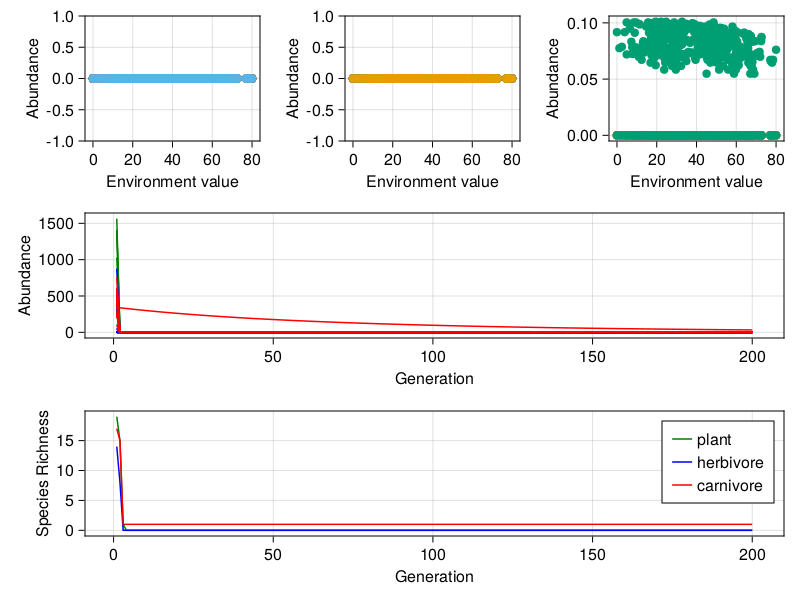 1.0
0.5
0.0
-0.5
-1.0
Abundance
0 20 40 60 80
Environment value
1.0
0.5
0.0
-0.5
-1.0
Abundance
0 20 40 60 80
Environment value
0.10
0.05
0.00
Abundance
0 20 40 60 80
Environment value
1500
1000
500
0
Abundance
0 50 100 150 200
Generation
15
10
5
0
Species Richness
plant
herbivore
carnivore
0 50 100 150 200
Generation